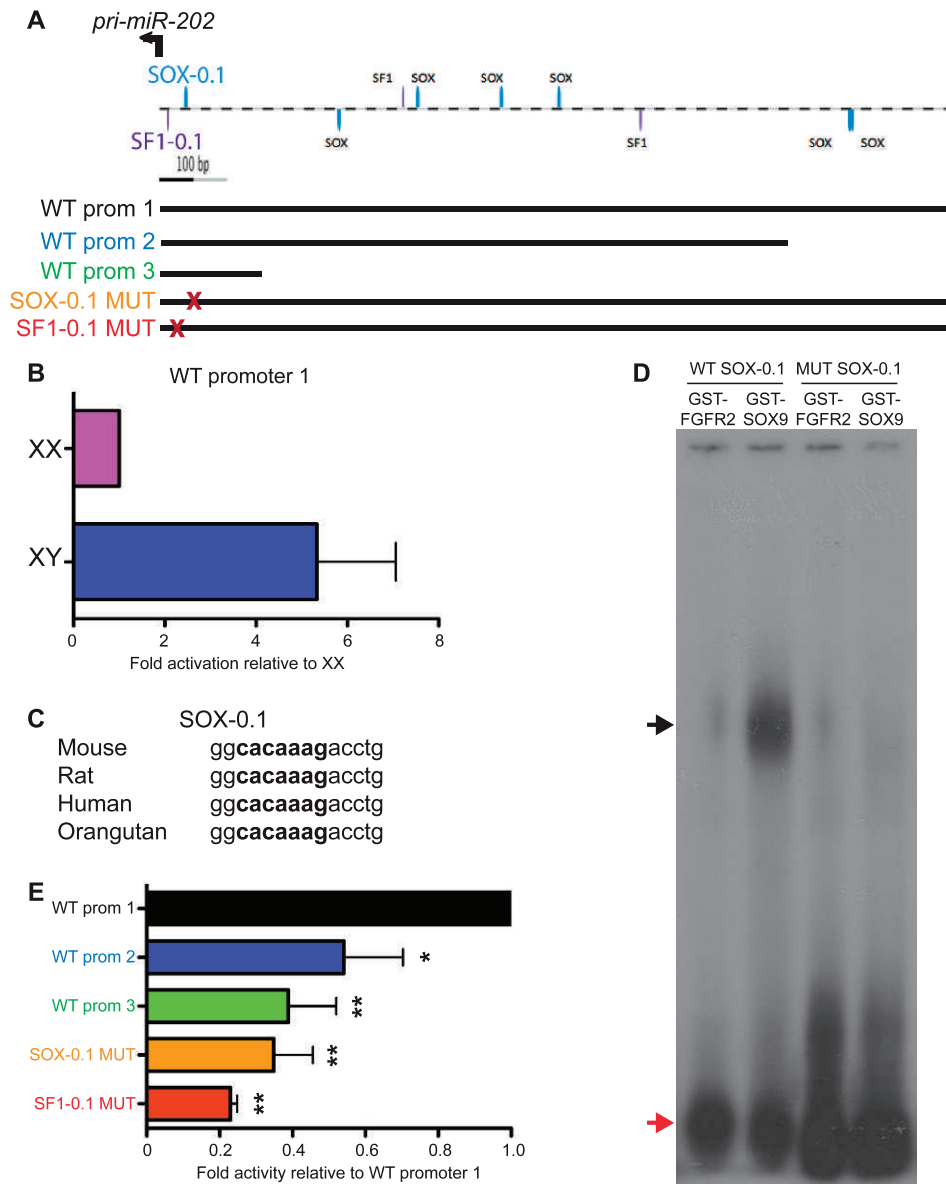 A
pri-miR-202
SOX-0.1
SF1 SOX SOX SOX
SF1-0.1
SOX SF1 SOX SOX
100 bp
WT prom 1
WT prom 2
WT prom 3
SOX-0.1 MUT
X
SF1-0.1 MUT
X
B
WT promoter 1
XX
XY
0 2 4 6 8
Fold activation relative to XX
C
SOX-0.1
Mouse ggcacaaagacctg
Rat ggcacaaagacctg
Human ggcacaaagacctg
Orangutan ggcacaaagacctg
D
WT SOX-0.1 MUT SOX-0.1
GST- GST- GST- GST-
FGFR2 SOX9 FGFR2 SOX9
E
WT prom 1
WT prom 2 *
WT prom 3 **
SOX-0.1 MUT **
SF1-0.1 MUT **
0 0.2 0.4 0.6 0.8 1.0
Fold activity relative to WT promoter 1